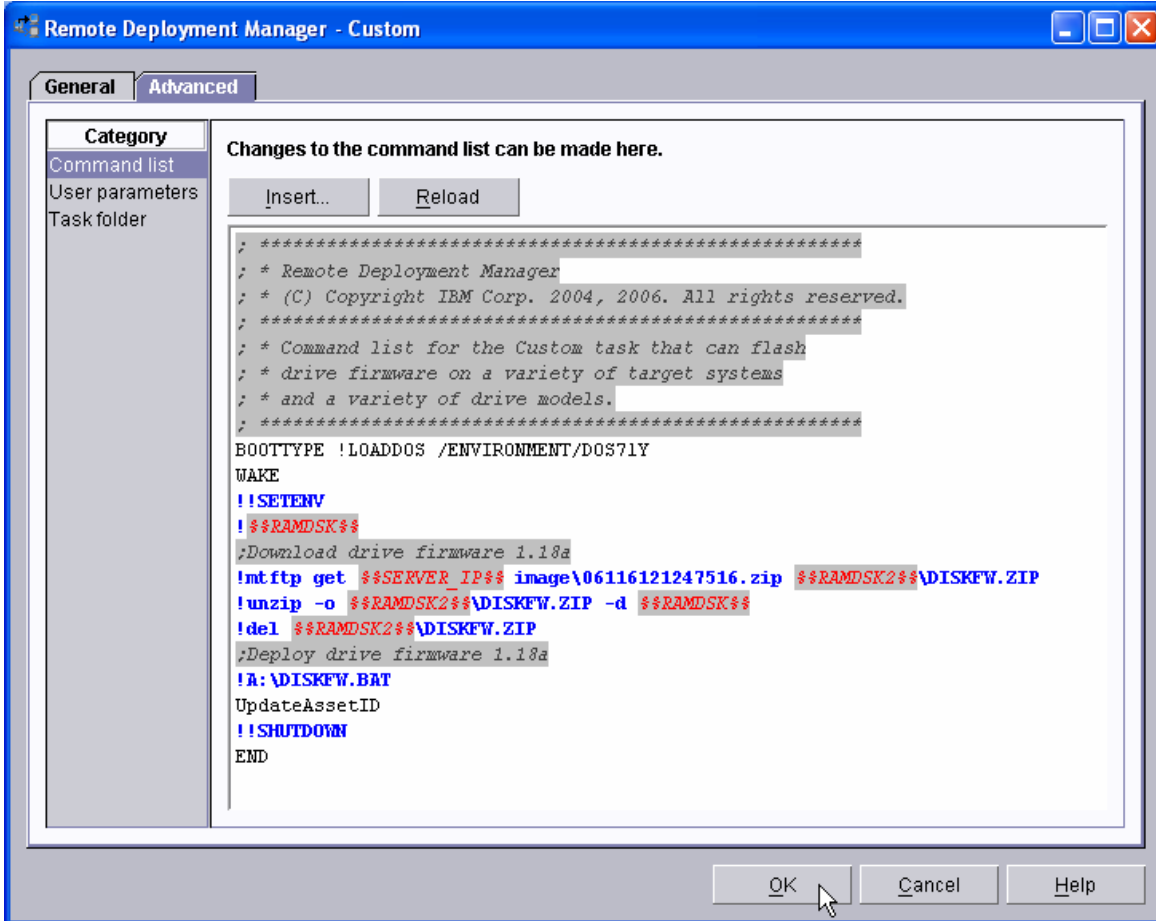 Remote Deployment Manager - Custom
General Advanced
Category
Command list
User parameters
Task folder
Changes to the command list can be made here.
Insert... Reload
; ******************************************************
; * Remote Deployment Manager
; * (C) Copyright IBM Corp. 2004, 2006. All rights reserved.
; ******************************************************
; * Command list for the Custom task that can flash
; * drive firmware on a variety of target systems
; * and a variety of drive models.
; ******************************************************
BOOTTYPE !LOADDOS /ENVIRONMENT/DOS71Y
WAKE
!!SETENV
!$$RAMDSK$$
;Download drive firmware 1.18a
!mtftp get $$SERVER_IP$$ image\06116121247516.zip $$RAMDSK2$$\DISKFW.ZIP
!unzip -o $$RAMDSK2$$\DISKFW.ZIP -d $$RAMDSK$$
!del $$RAMDSK2$$\DISKFW.ZIP
;Deploy drive firmware 1.18a
!A:\DISKFW.BAT
UpdateAssetID
!!SHUTDOWN
END
OK Cancel Help